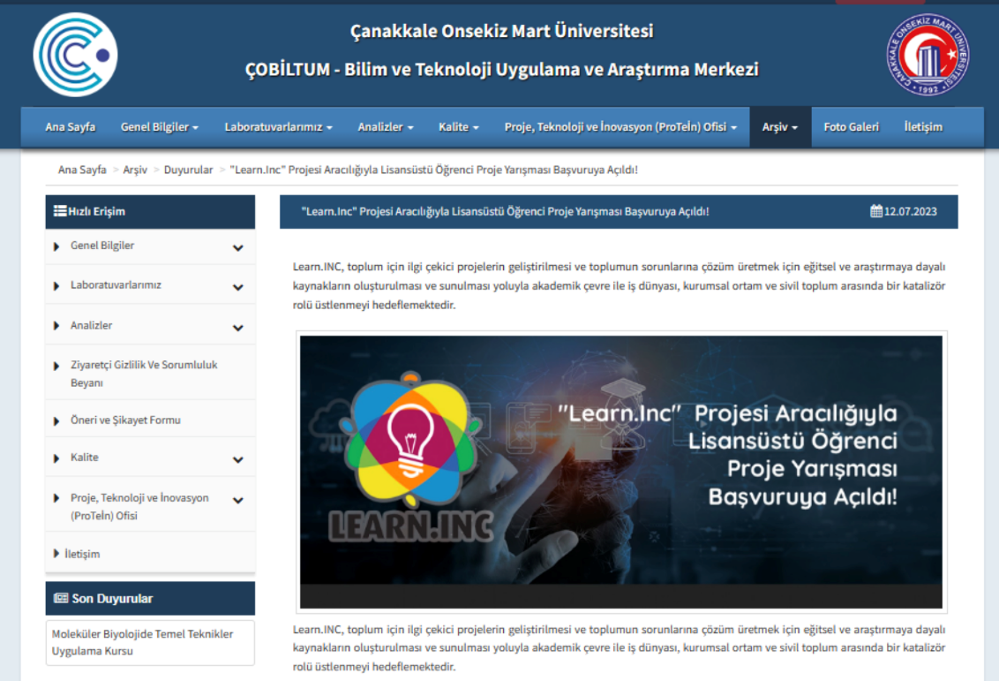 Çanakkale Onsekiz Mart Üniversitesi
ÇOBİLTUM - Bilim ve Teknoloji Uygulama ve Araştırma Merkezi
ÇANAKKALE ONSEKİZ MART ÜNİVERSİTESİ
• 1992 •
Ana Sayfa Genel Bilgiler Laboratuvarlarımız Analizler Kalite Proje, Teknoloji ve İnovasyon (ProTeİn) Ofisi Arşiv Foto Galeri İletişim
Ana Sayfa > Arşiv > Duyurular > "Learn.Inc" Projesi Aracılığıyla Lisansüstü Öğrenci Proje Yarışması Başvuruya Açıldı!
Hızlı Erişim
Genel Bilgiler
Laboratuvarlarımız
Analizler
Ziyaretçi Gizlilik Ve Sorumluluk
Beyanı
Öneri ve Şikayet Formu
Kalite
Proje, Teknoloji ve İnovasyon
(ProTeİn) Ofisi
İletişim
Son Duyurular
Moleküler Biyolojide Temel Teknikler
Uygulama Kursu
"Learn.Inc" Projesi Aracılığıyla Lisansüstü Öğrenci Proje Yarışması Başvuruya Açıldı! 12.07.2023
Learn.INC, toplum için ilgi çekici projelerin geliştirilmesi ve toplumun sorunlarına çözüm üretmek için eğitsel ve araştırmaya dayalı
kaynakların oluşturulması ve sunulması yoluyla akademik çevre ile iş dünyası, kurumsal ortam ve sivil toplum arasında bir katalizör
rolü üstlenmeyi hedeflemektedir.
LEARN.INC
"Learn.Inc" Projesi Aracılığıyla
Lisansüstü Öğrenci
Proje Yarışması
Başvuruya Açıldı!
Learn.INC, toplum için ilgi çekici projelerin geliştirilmesi ve toplumun sorunlarına çözüm üretmek için eğitsel ve araştırmaya dayalı
kaynakların oluşturulması ve sunulması yoluyla akademik çevre ile iş dünyası, kurumsal ortam ve sivil toplum arasında bir katalizör
rolü üstlenmeyi hedeflemektedir.